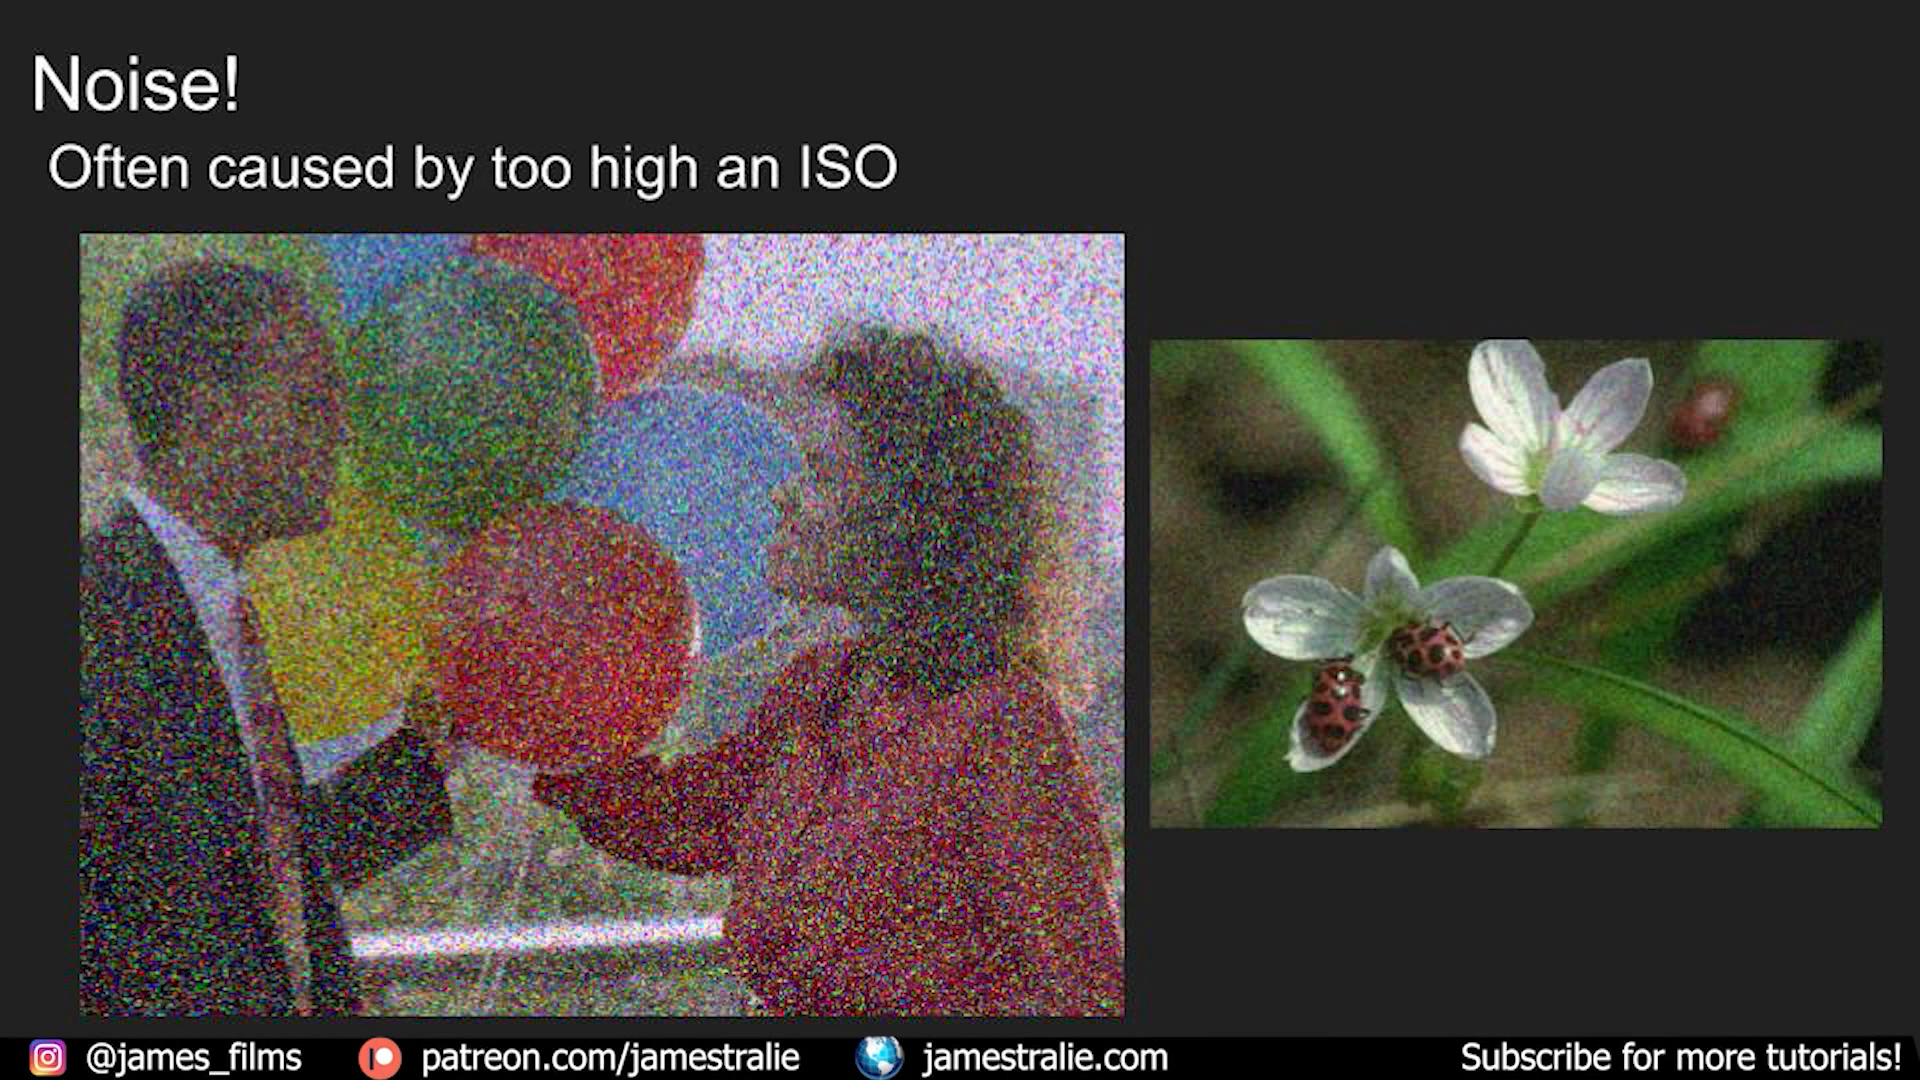 Noise!
Often caused by too high an ISO
@james_films patreon.com/jamestralie jamestralie.com Subscribe for more tutorials!